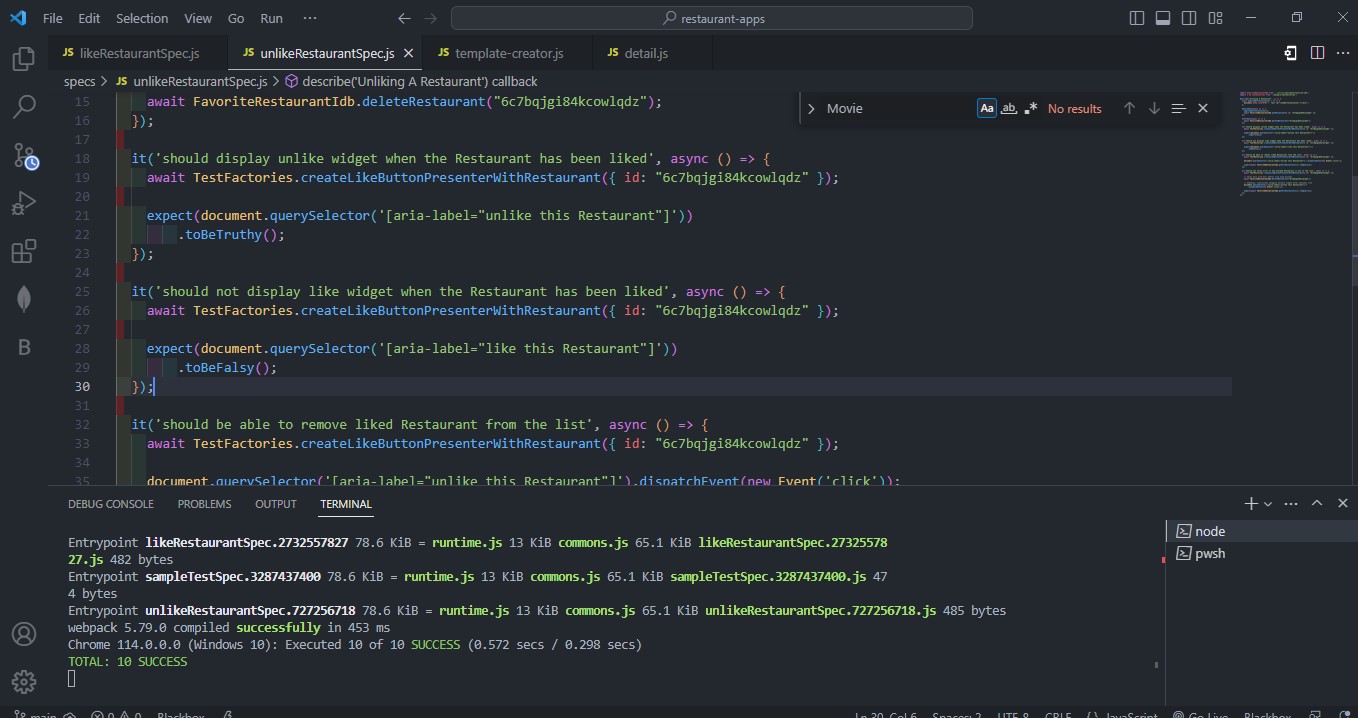 File Edit Selection View Go Run ··· restaurant-apps
JS likeRestaurantSpec.js JS unlikeRestaurantSpec.js JS template-creator.js JS detail.js
specs > JS unlikeRestaurantSpec.js > describe('Unliking A Restaurant') callback
Movie Aa ab No results
15 await FavoriteRestaurantIdb.deleteRestaurant("6c7bqjgi84kcowlqdz");
16 });
17
18 it('should display unlike widget when the Restaurant has been liked', async () => {
19 await TestFactories.createLikeButtonPresenterWithRestaurant({ id: "6c7bqjgi84kcowlqdz" });
20
21 expect(document.querySelector('[aria-label="unlike this Restaurant"]'))
22 .toBeTruthy();
23 });
24
25 it('should not display like widget when the Restaurant has been liked', async () => {
26 await TestFactories.createLikeButtonPresenterWithRestaurant({ id: "6c7bqjgi84kcowlqdz" });
27
28 expect(document.querySelector('[aria-label="like this Restaurant"]'))
29 .toBeFalsy();
30 });
31
32 it('should be able to remove liked Restaurant from the list', async () => {
33 await TestFactories.createLikeButtonPresenterWithRestaurant({ id: "6c7bqjgi84kcowlqdz" });
34
35 document.querySelector('[aria-label="unlike this Restaurant"]').dispatchEvent(new Event('click'));
DEBUG CONSOLE PROBLEMS OUTPUT TERMINAL
node
pwsh
Entrypoint likeRestaurantSpec.2732557827 78.6 KiB = runtime.js 13 KiB commons.js 65.1 KiB likeRestaurantSpec.27325578
27.js 482 bytes
Entrypoint sampleTestSpec.3287437400 78.6 KiB = runtime.js 13 KiB commons.js 65.1 KiB sampleTestSpec.3287437400.js 47
4 bytes
Entrypoint unlikeRestaurantSpec.727256718 78.6 KiB = runtime.js 13 KiB commons.js 65.1 KiB unlikeRestaurantSpec.727256718.js 485 bytes
webpack 5.79.0 compiled successfully in 453 ms
Chrome 114.0.0.0 (Windows 10): Executed 10 of 10 SUCCESS (0.572 secs / 0.298 secs)
TOTAL: 10 SUCCESS
main 0 0 Blackbox Ln 30, Col 6 Spaces: 2 UTF-8 CRLF {} JavaScript Go Live Blackbox